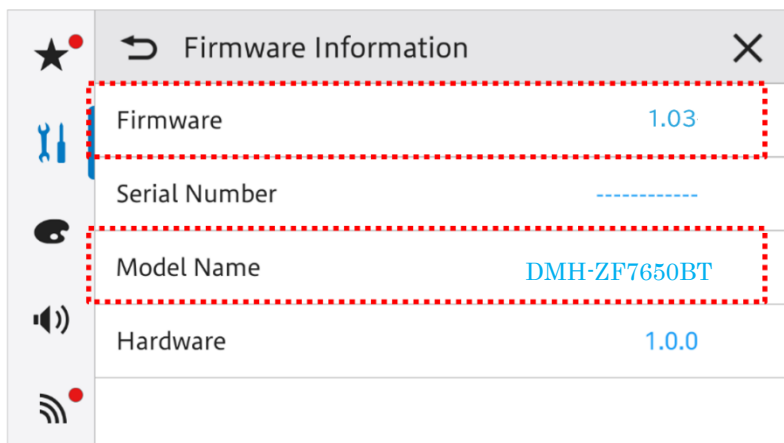 Firmware Information
Firmware 1.03
Serial Number ------------
Model Name DMH-ZF7650BT
Hardware 1.0.0